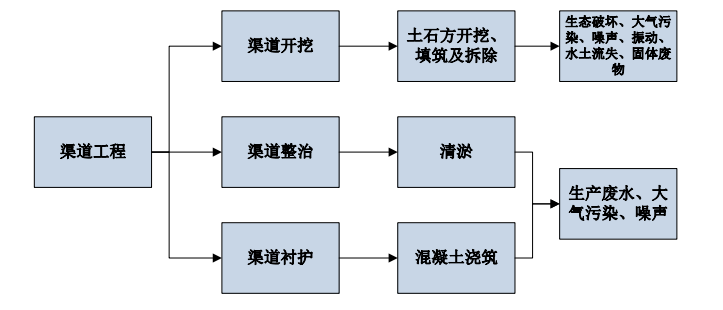 渠道开挖
土石方开挖、
填筑及拆除
生态破坏、大气污
染、噪声、振动、
水土流失、固体废
物
渠道工程
渠道整治
清淤
生产废水、大
气污染、噪声
渠道衬护
混凝土浇筑